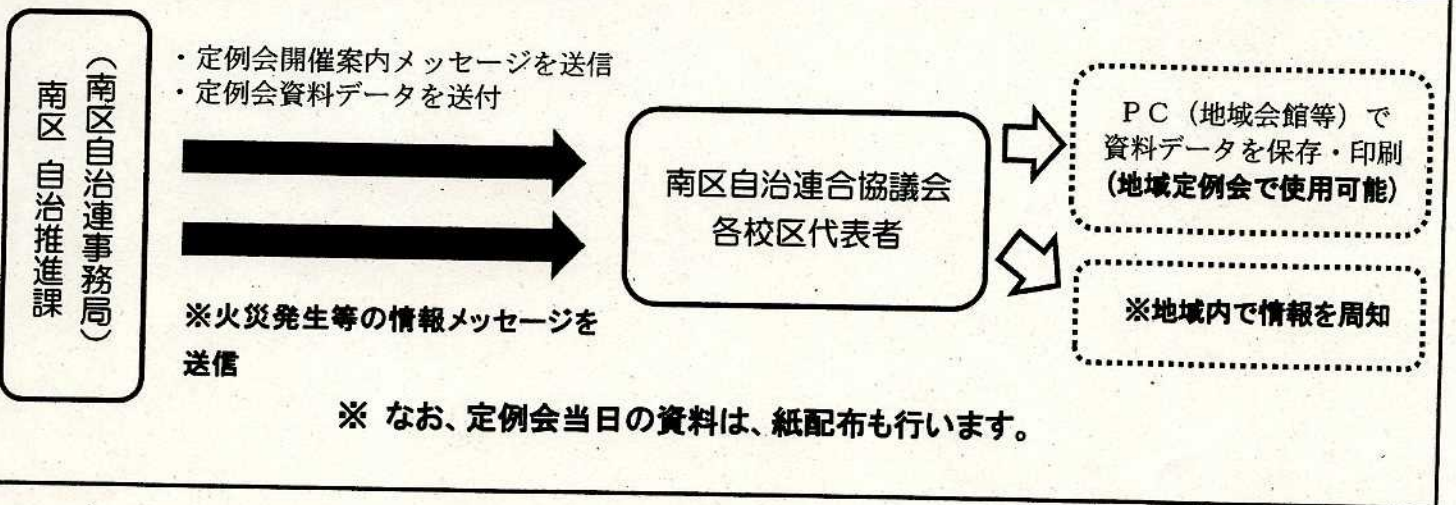 （南区自治連事務局）
南区 自治推進課
・定例会開催案内メッセージを送信
・定例会資料データを送付
※火災発生等の情報メッセージを
送信
南区自治連合協議会
各校区代表者
ＰＣ（地域会館等）で
資料データを保存・印刷
（地域定例会で使用可能）
※地域内で情報を周知
※ なお、定例会当日の資料は、紙配布も行います。